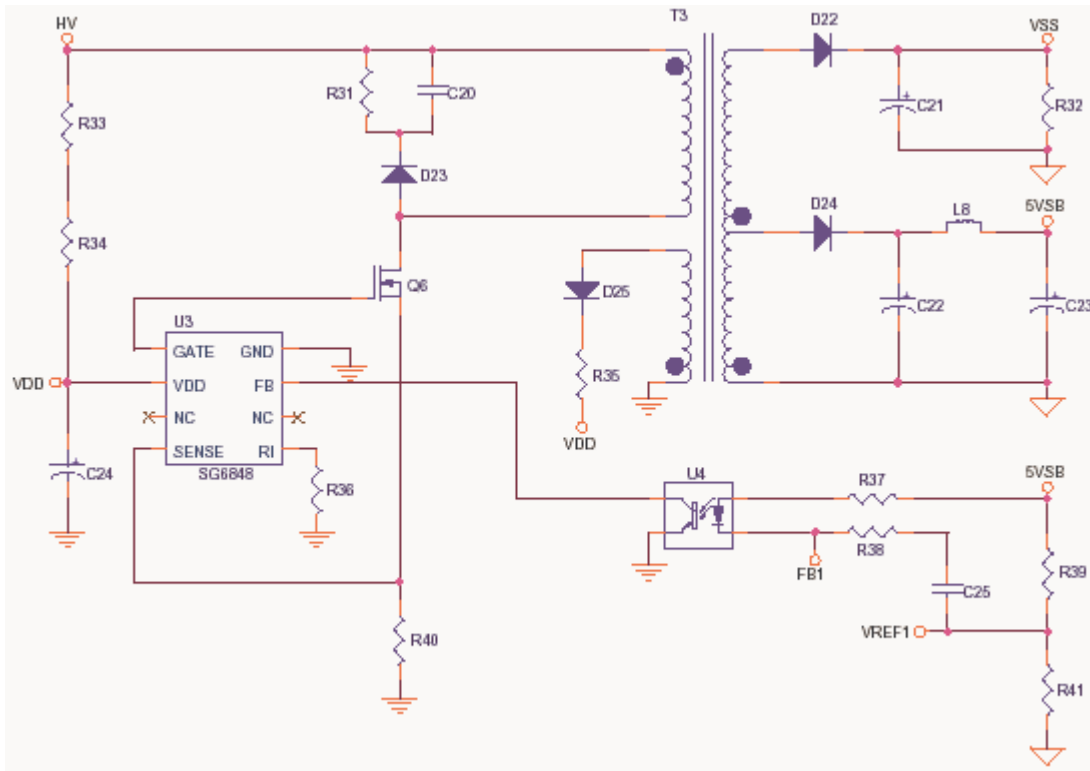 HV
T3
D22
VSS
R31
C20
C21
R32
R33
D23
R34
D24
L8
5VSB
Q6
D25
C22
C23
U3
GATE GND
VDD
VDD FB
NC NC
SENSE RI
SG6848
R35
VDD
C24
R36
U4
R37
5VSB
R38
FB1
C25
R39
VREF1
R40
R41